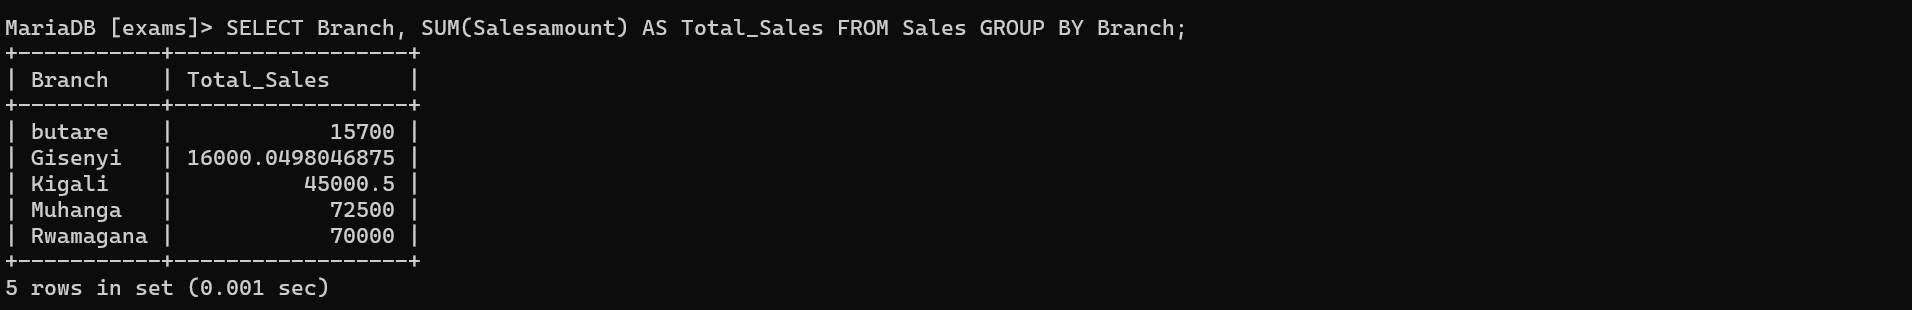 MariaDB [exams]> SELECT Branch, SUM(Salesamount) AS Total_Sales FROM Sales GROUP BY Branch;
+-----------+------------------+
| Branch    | Total_Sales      |
+-----------+------------------+
| butare    |            15700 |
| Gisenyi   | 16000.0498046875 |
| Kigali    |          45000.5 |
| Muhanga   |            72500 |
| Rwamagana |            70000 |
+-----------+------------------+
5 rows in set (0.001 sec)